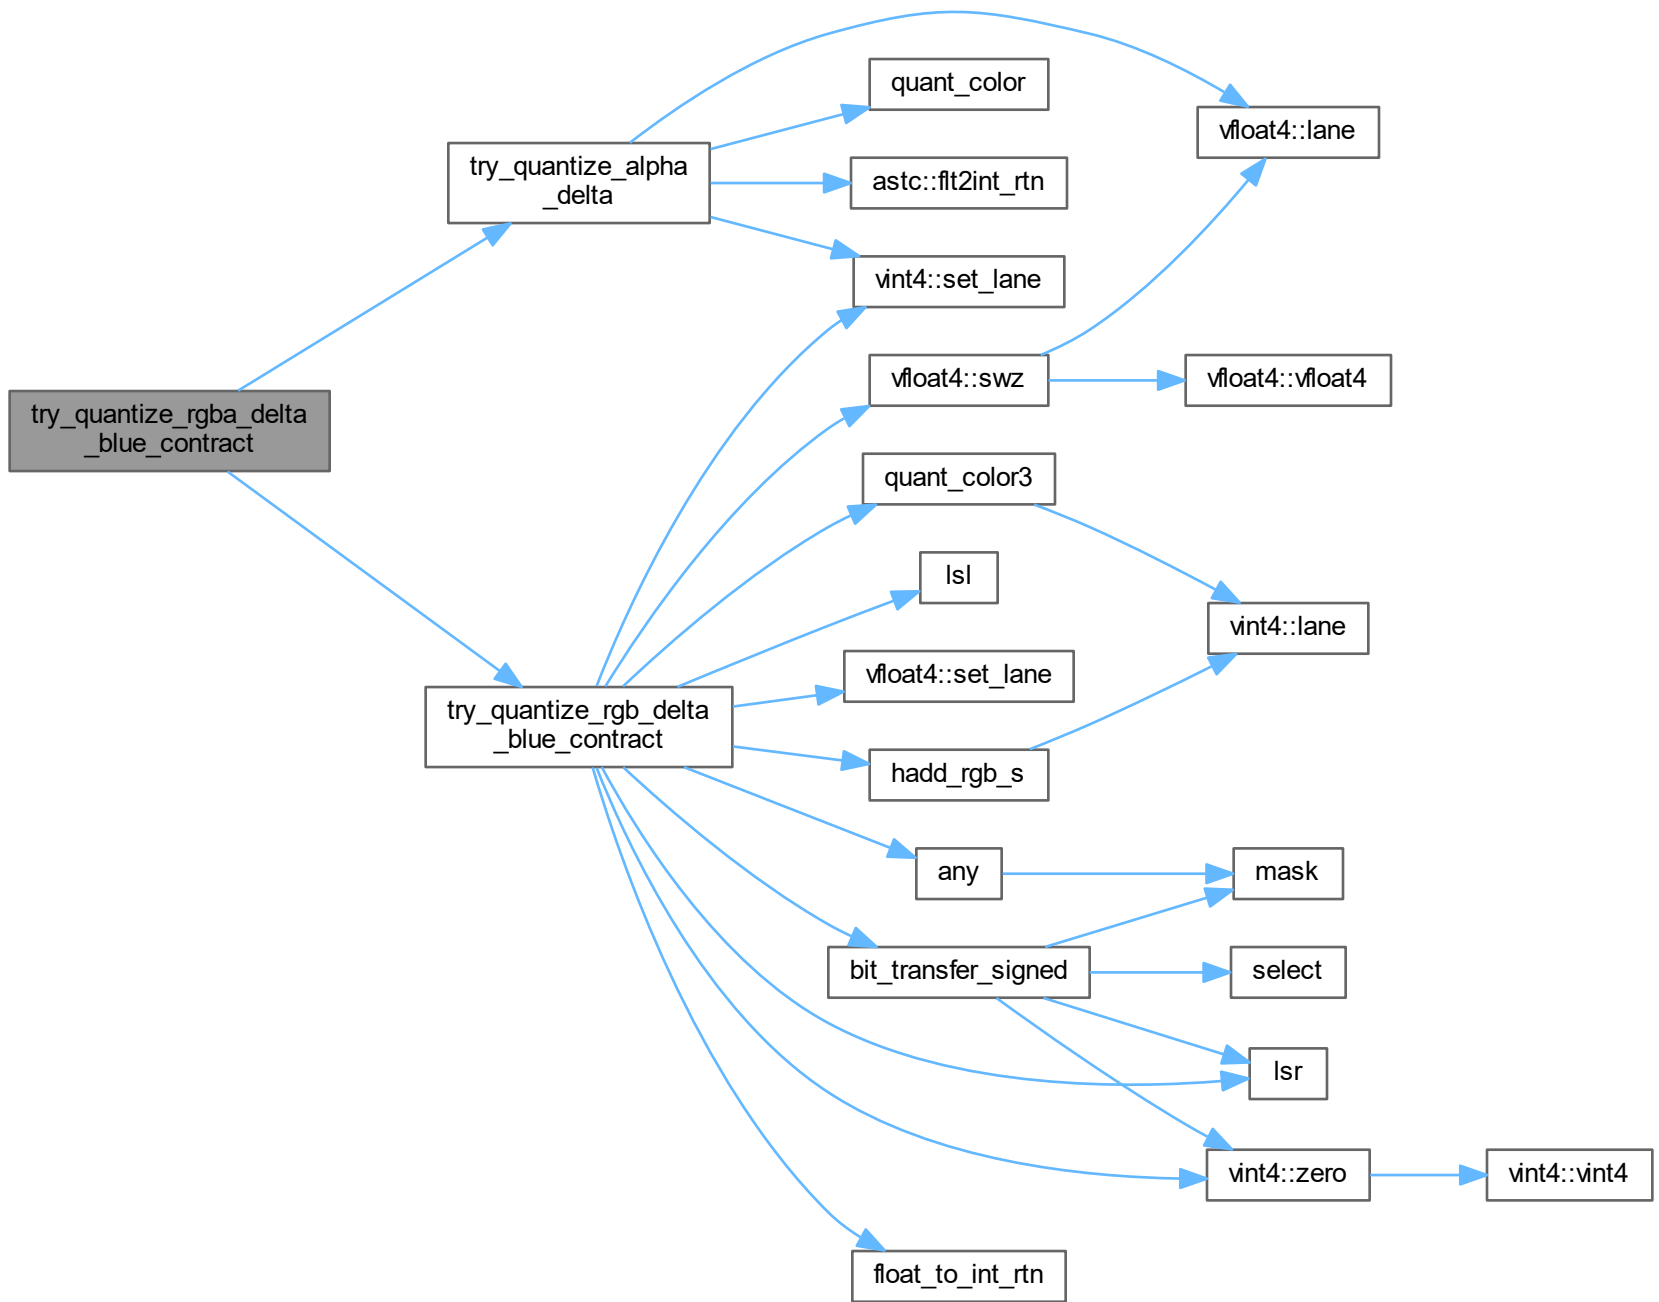 try_quantize_rgba_delta
_blue_contract
try_quantize_alpha
_delta
try_quantize_rgb_delta
_blue_contract
quant_color
astc::flt2int_rtn
vint4::set_lane
vfloat4::swz
quant_color3
lsl
vfloat4::set_lane
hadd_rgb_s
any
bit_transfer_signed
float_to_int_rtn
vfloat4::lane
vfloat4::vfloat4
vint4::lane
mask
select
lsr
vint4::zero
vint4::vint4